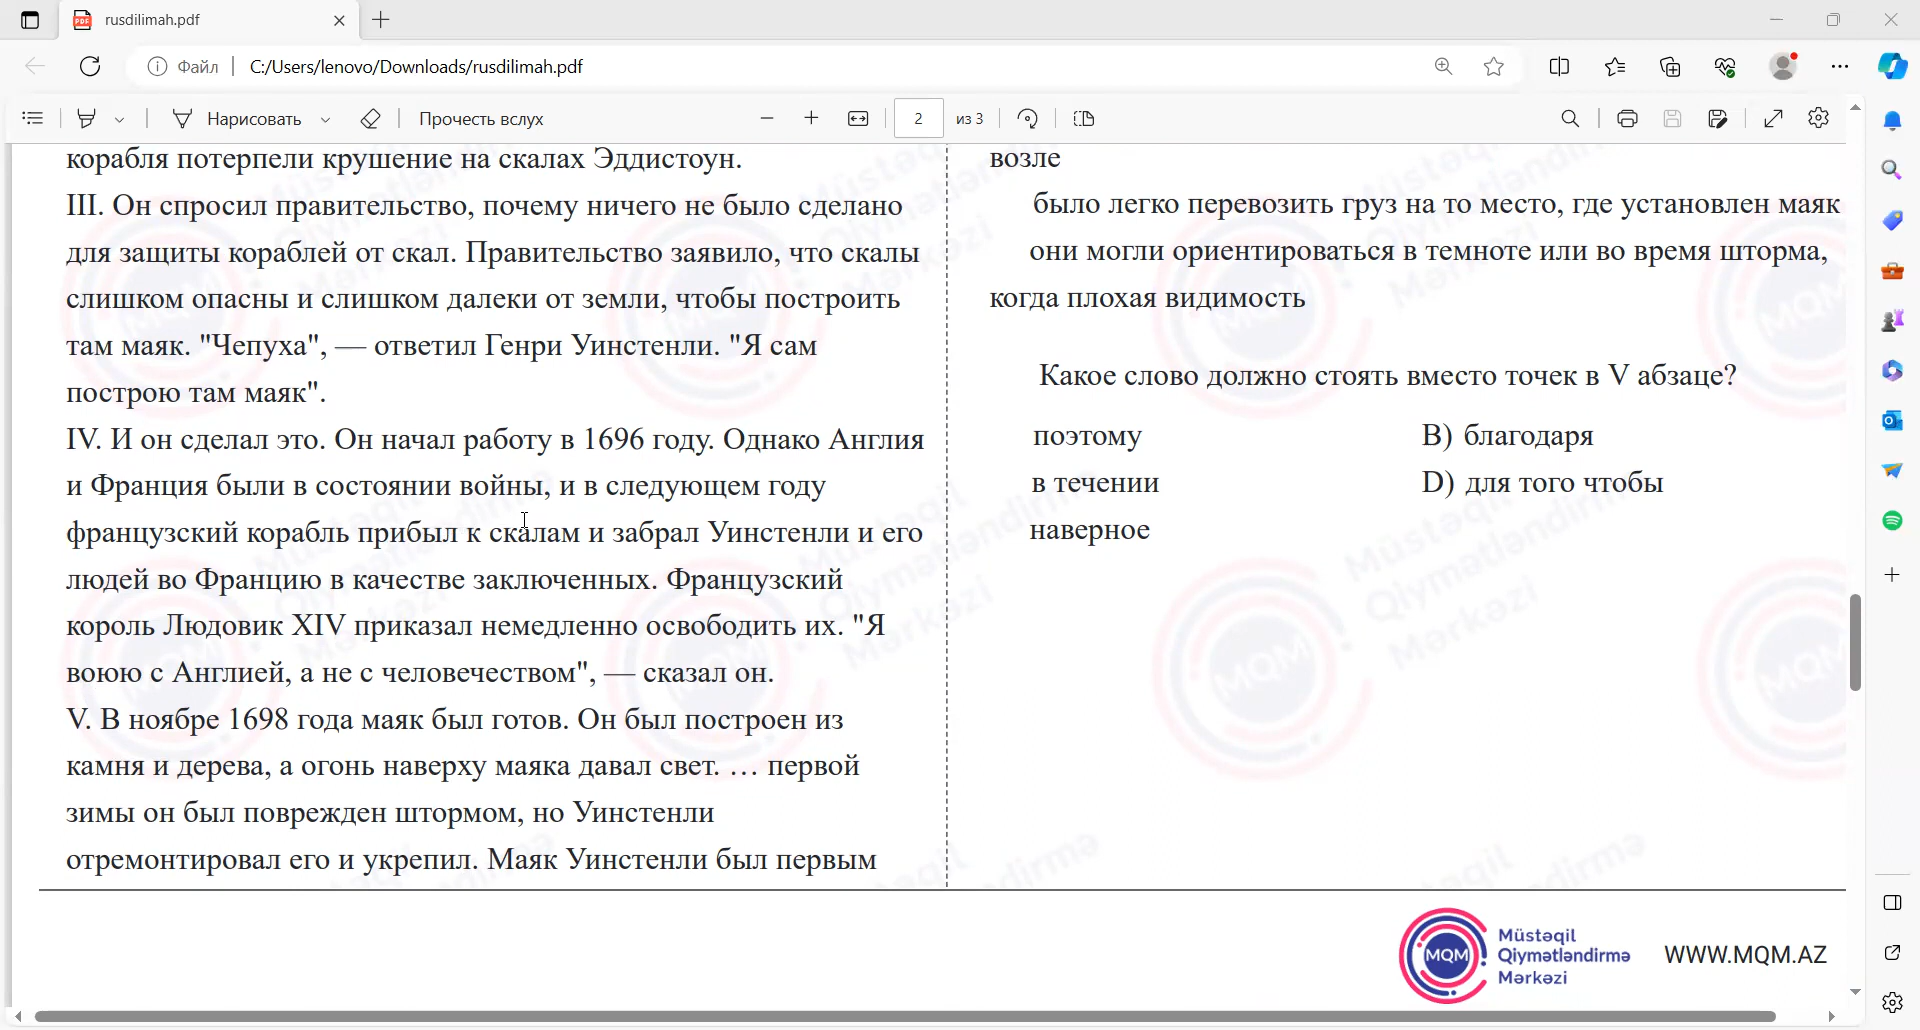 rusdilimah.pdf
Файл
C:/Users/lenovo/Downloads/rusdilimah.pdf
Нарисовать
Прочесть вслух
2
из 3
корабля потерпели крушение на скалах Эддистоун.
III. Он спросил правительство, почему ничего не было сделано
для защиты кораблей от скал. Правительство заявило, что скалы
слишком опасны и слишком далеки от земли, чтобы построить
там маяк. "Чепуха", — ответил Генри Уинстенли. "Я сам
построю там маяк".
IV. И он сделал это. Он начал работу в 1696 году. Однако Англия
и Франция были в состоянии войны, и в следующем году
французский корабль прибыл к скалам и забрал Уинстенли и его
людей во Францию в качестве заключенных. Французский
король Людовик XIV приказал немедленно освободить их. "Я
воюю с Англией, а не с человечеством", — сказал он.
V. В ноябре 1698 года маяк был готов. Он был построен из
камня и дерева, а огонь наверху маяка давал свет. … первой
зимы он был поврежден штормом, но Уинстенли
отремонтировал его и укрепил. Маяк Уинстенли был первым
возле
было легко перевозить груз на то место, где установлен маяк
они могли ориентироваться в темноте или во время шторма,
когда плохая видимость
Какое слово должно стоять вместо точек в V абзаце?
поэтому
B) благодаря
в течении
D) для того чтобы
наверное
MQM
Müstəqil
Qiymətləndirmə
Mərkəzi
WWW.MQM.AZ